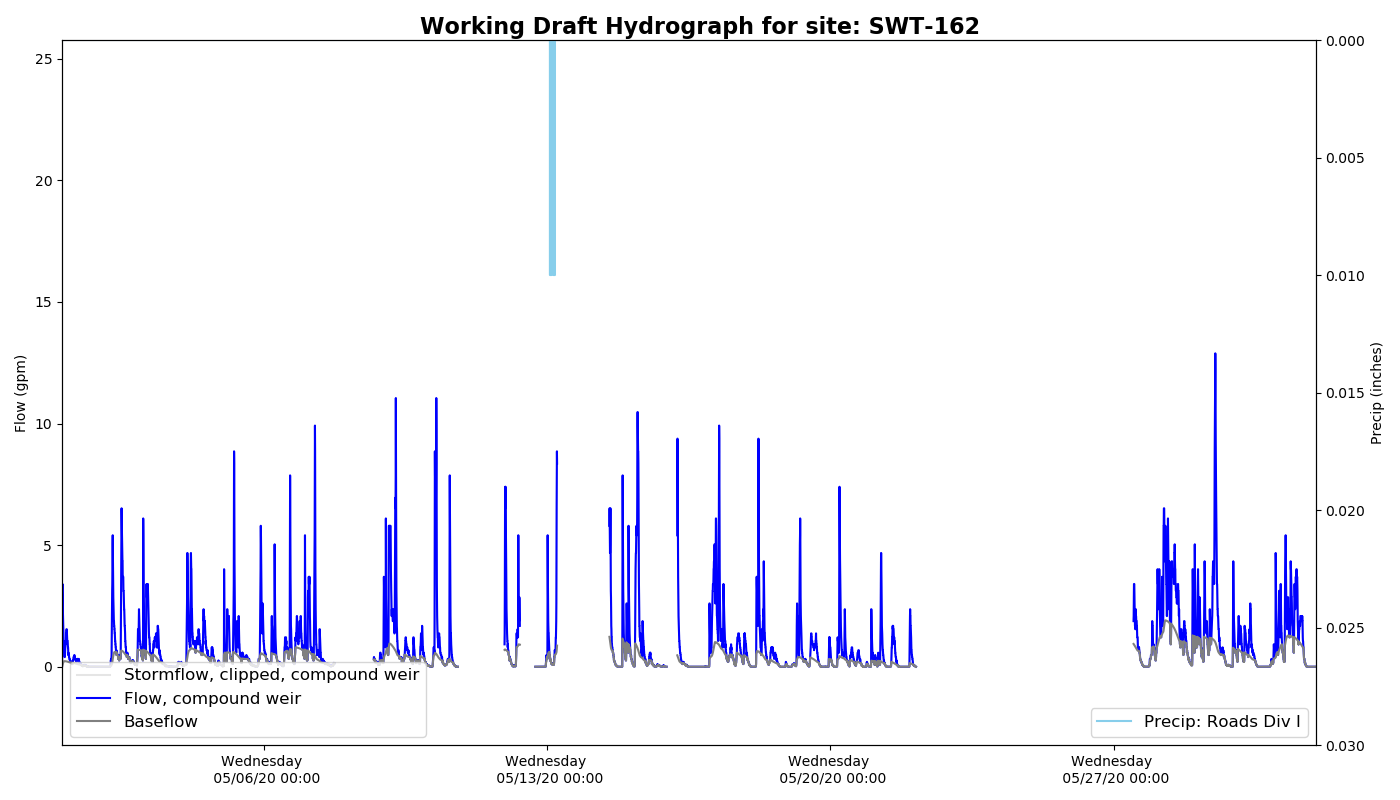 Working Draft Hydrograph for site: SWT-162
25
20
15
10
5
0
Flow (gpm)
0.000
0.005
0.010
0.015
0.020
0.025
0.030
Precip (inches)
Stormflow, clipped, compound weir
Flow, compound weir
Baseflow
Precip: Roads Div I
Wednesday
05/06/20 00:00
Wednesday
05/13/20 00:00
Wednesday
05/20/20 00:00
Wednesday
05/27/20 00:00